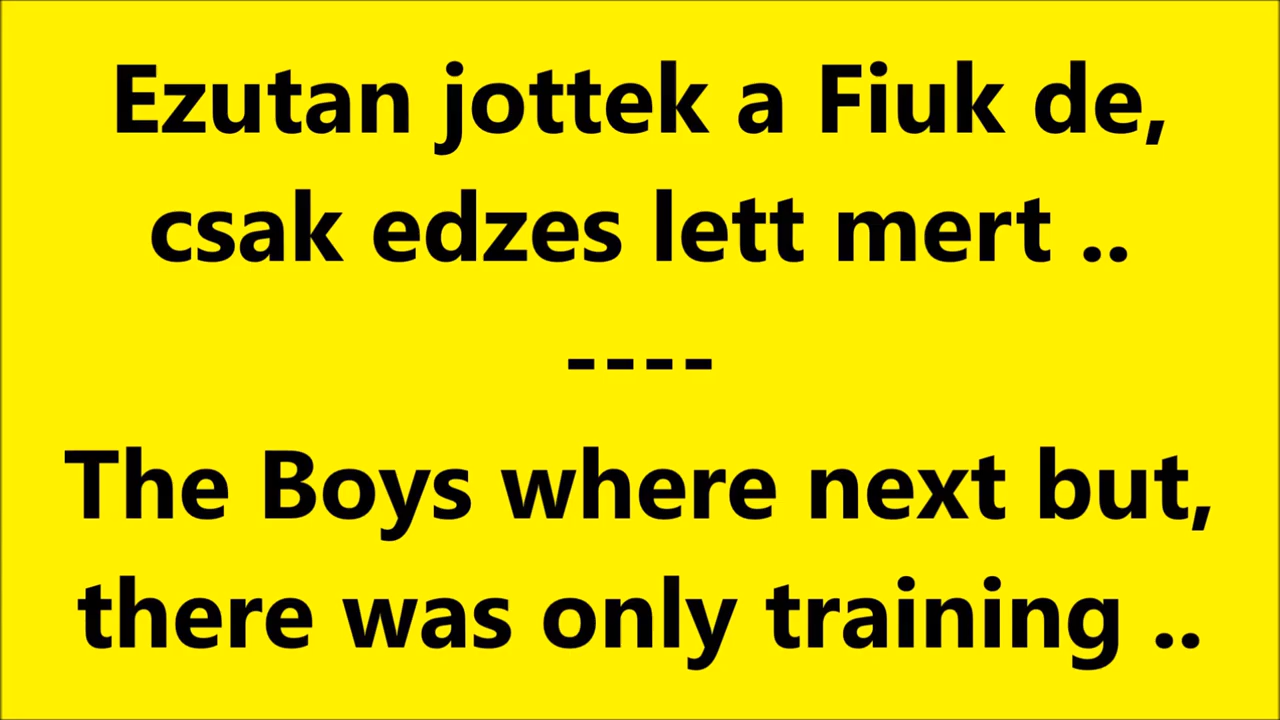 Ezutan jottek a Fiuk de,
csak edzes lett mert ..
----
The Boys where next but,
there was only training ..